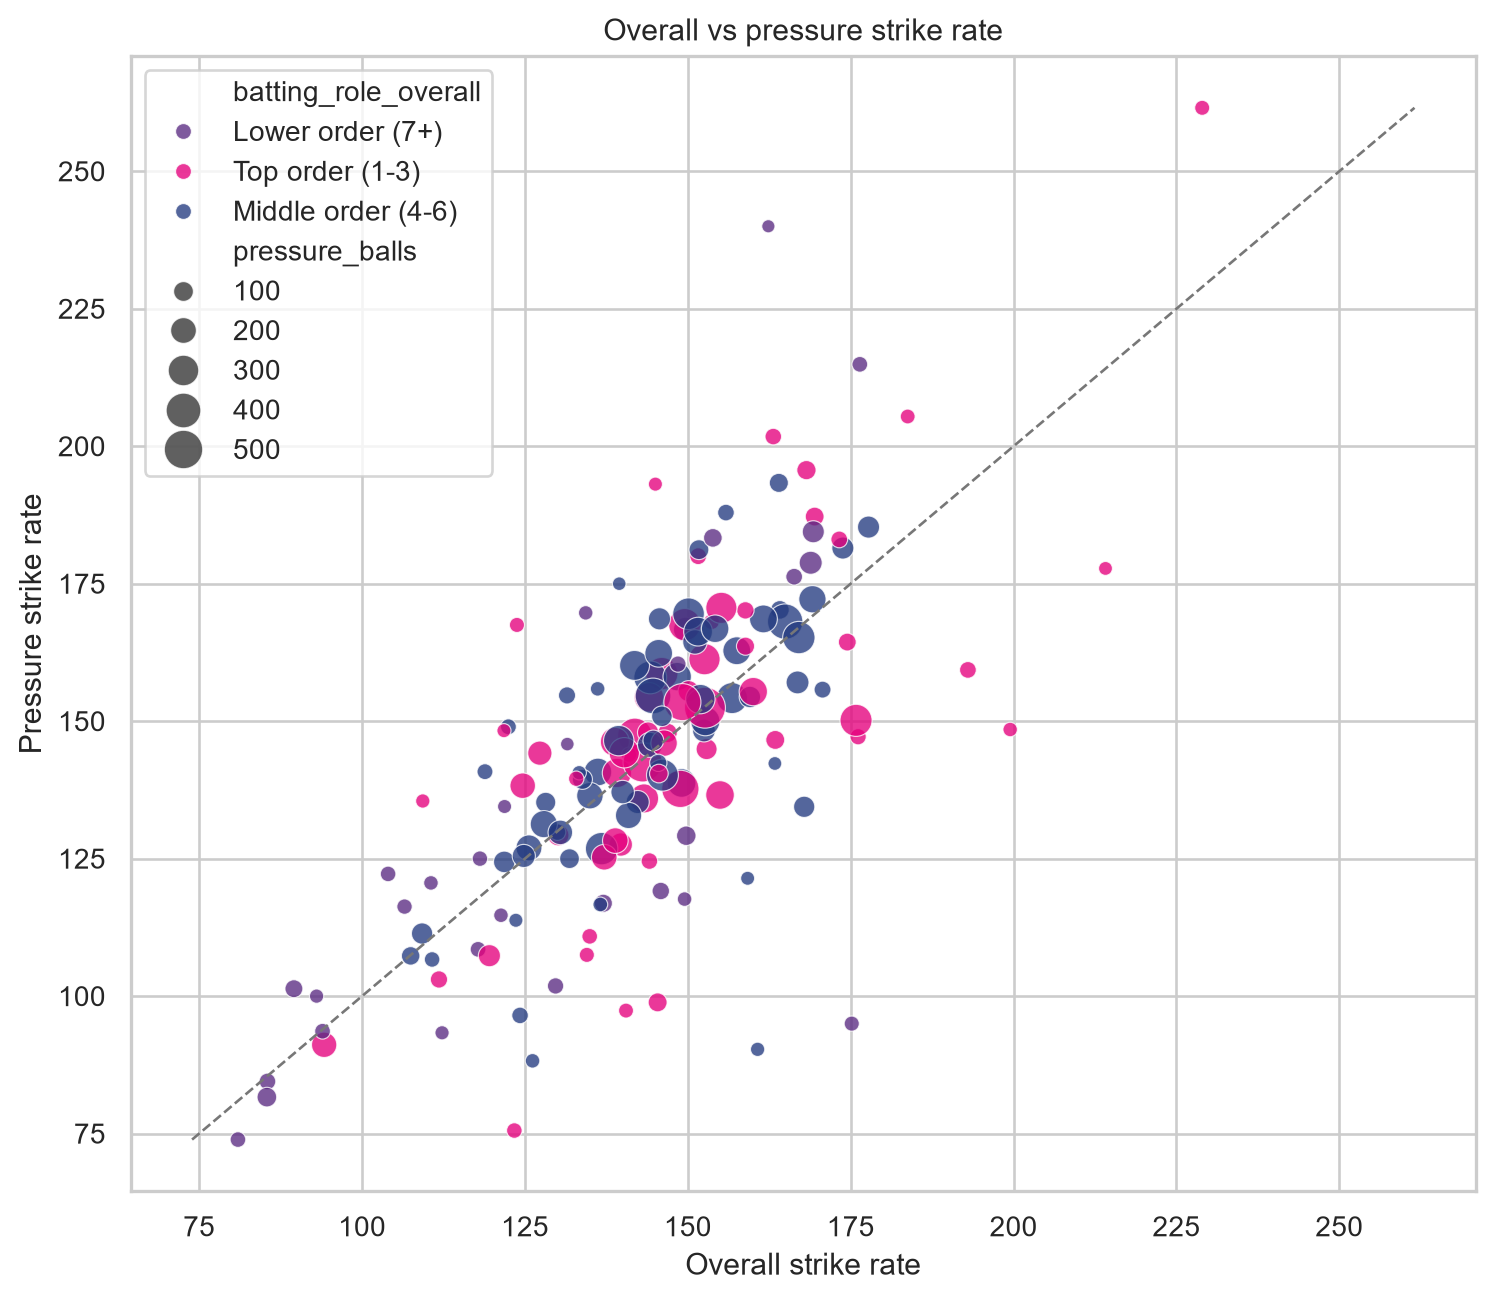 Overall vs pressure strike rate
batting_role_overall
Lower order (7+)
Top order (1-3)
Middle order (4-6)
pressure_balls
100
200
300
400
500
Pressure strike rate
250
225
200
175
150
125
100
75
75 100 125 150 175 200 225 250
Overall strike rate